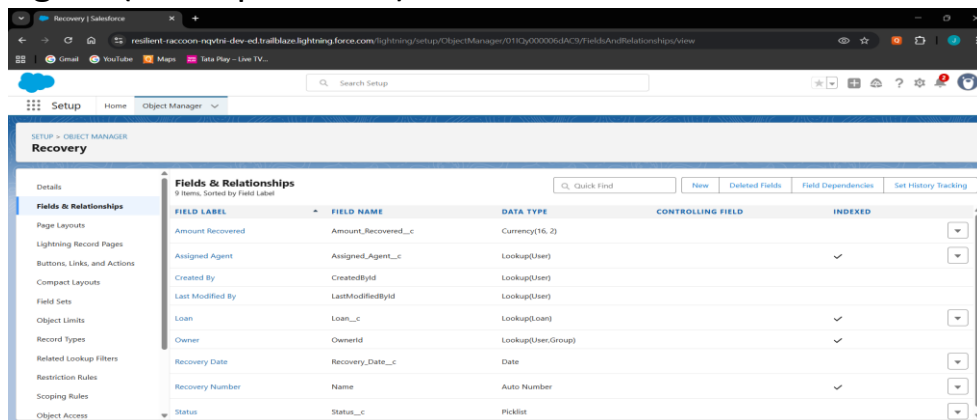 Recovery | Salesforce
resilient-raccoon-nqvtni-dev-ed.trailblaze.lightning.force.com/lightning/setup/ObjectManager/01IQy000006dAC9/FieldsAndRelationships/view
Gmail YouTube Maps Tata Play – Live TV...
Search Setup
Setup Home Object Manager
SETUP > OBJECT MANAGER
Recovery
Details
Fields & Relationships
Page Layouts
Lightning Record Pages
Buttons, Links, and Actions
Compact Layouts
Field Sets
Object Limits
Record Types
Related Lookup Filters
Restriction Rules
Scoping Rules
Object Access
Fields & Relationships
9 Items, Sorted by Field Label
Quick Find New Deleted Fields Field Dependencies Set History Tracking
FIELD LABEL FIELD NAME DATA TYPE CONTROLLING FIELD INDEXED
Amount Recovered Amount_Recovered__c Currency(16, 2)
Assigned Agent Assigned_Agent__c Lookup(User)
Created By CreatedById Lookup(User)
Last Modified By LastModifiedById Lookup(User)
Loan Loan__c Lookup(Loan)
Owner OwnerId Lookup(User,Group)
Recovery Date Recovery_Date__c Date
Recovery Number Name Auto Number
Status Status__c Picklist